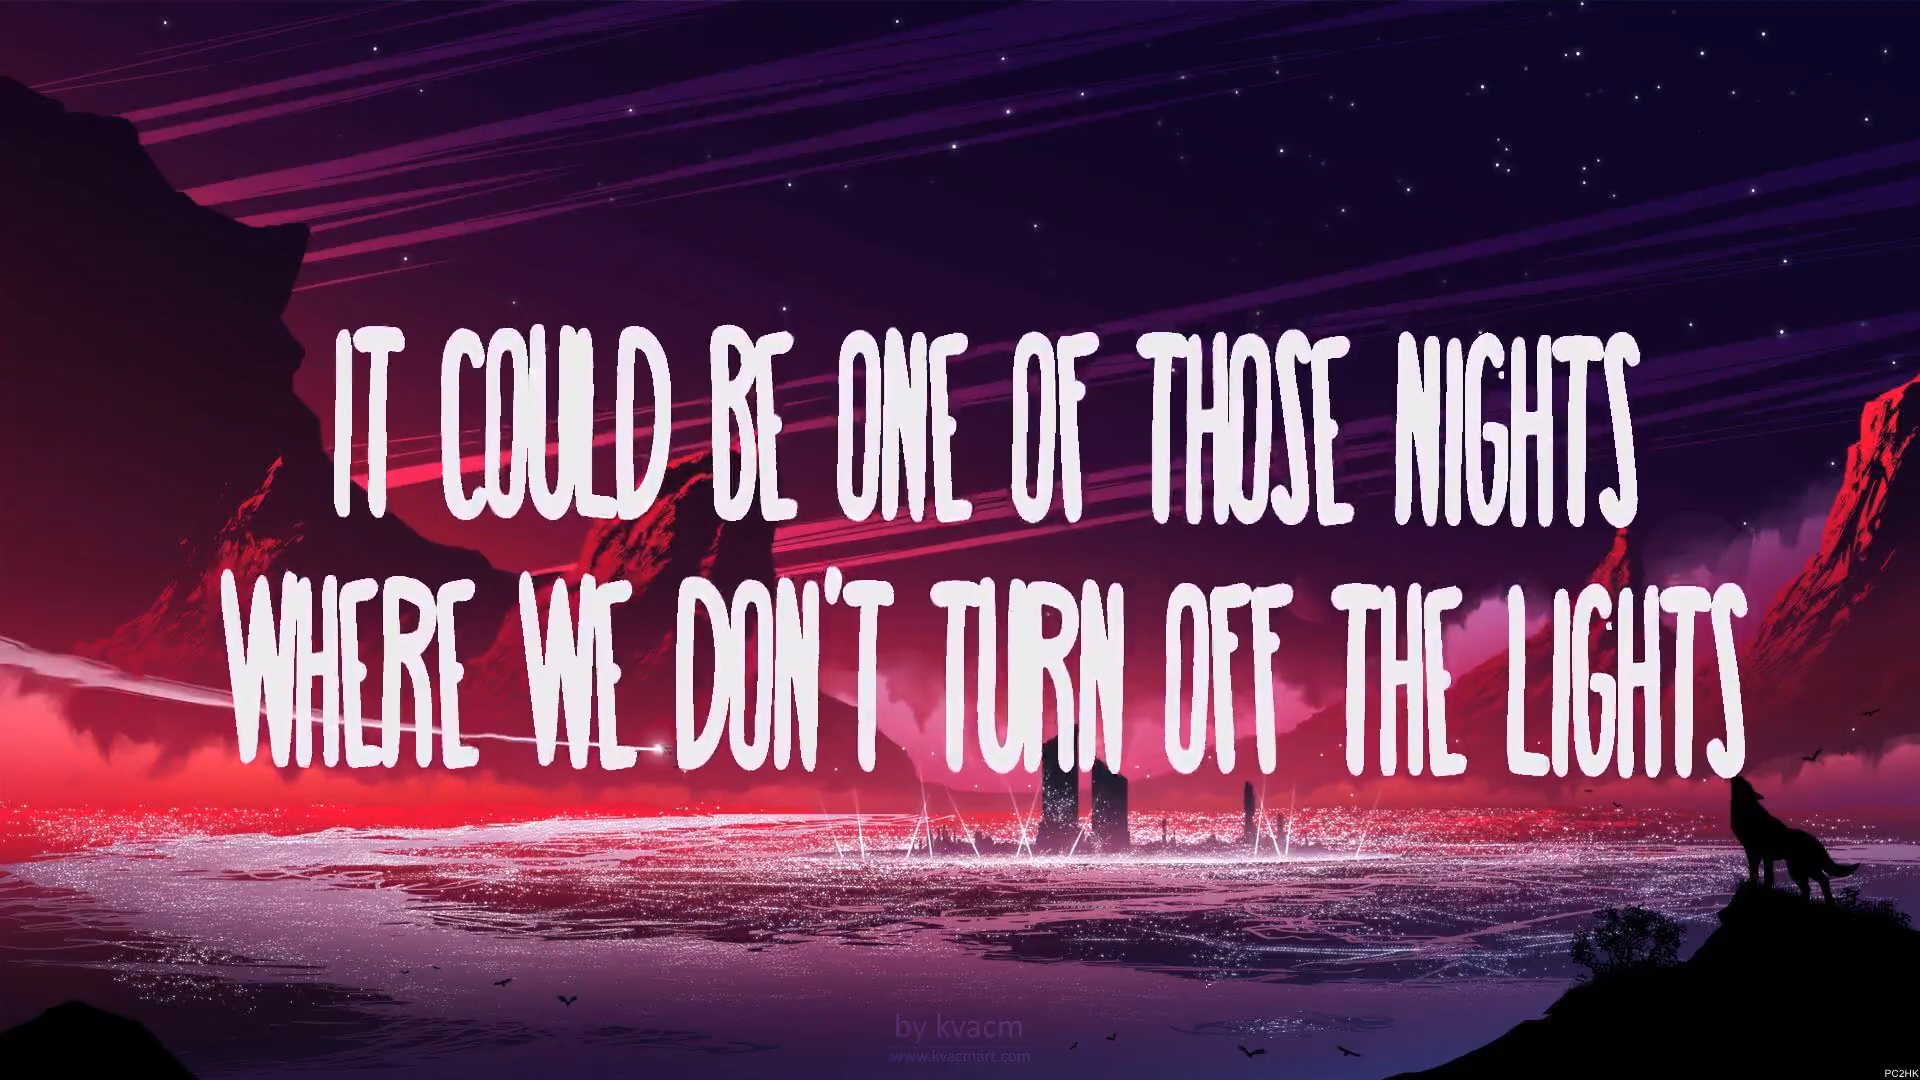 IT COULD BE ONE OF THOSE NIGHTS
WHERE WE DON'T TURN OFF THE LIGHTS
by kvacm
www.kvacmart.com
PC2HK